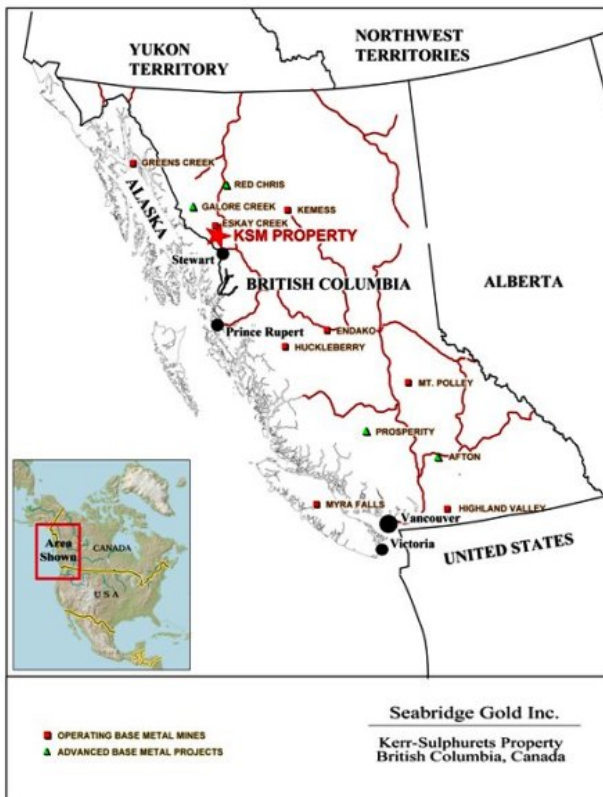 YUKON
TERRITORY
NORTHWEST
TERRITORIES
GREENS CREEK
RED CHRIS
ALASKA
GALORE CREEK
KEMESS
ESKAY CREEK
KSM PROPERTY
Stewart
BRITISH COLUMBIA
ALBERTA
Prince Rupert
ENDAKO
HUCKLEBERRY
MT. POLLEY
PROSPERITY
AFTON
MYRA FALLS
HIGHLAND VALLEY
Vancouver
Victoria
UNITED STATES
Area
Shown
CANADA
U S A
OPERATING BASE METAL MINES
ADVANCED BASE METAL PROJECTS
Seabridge Gold Inc.
Kerr-Sulphurets Property
British Columbia, Canada